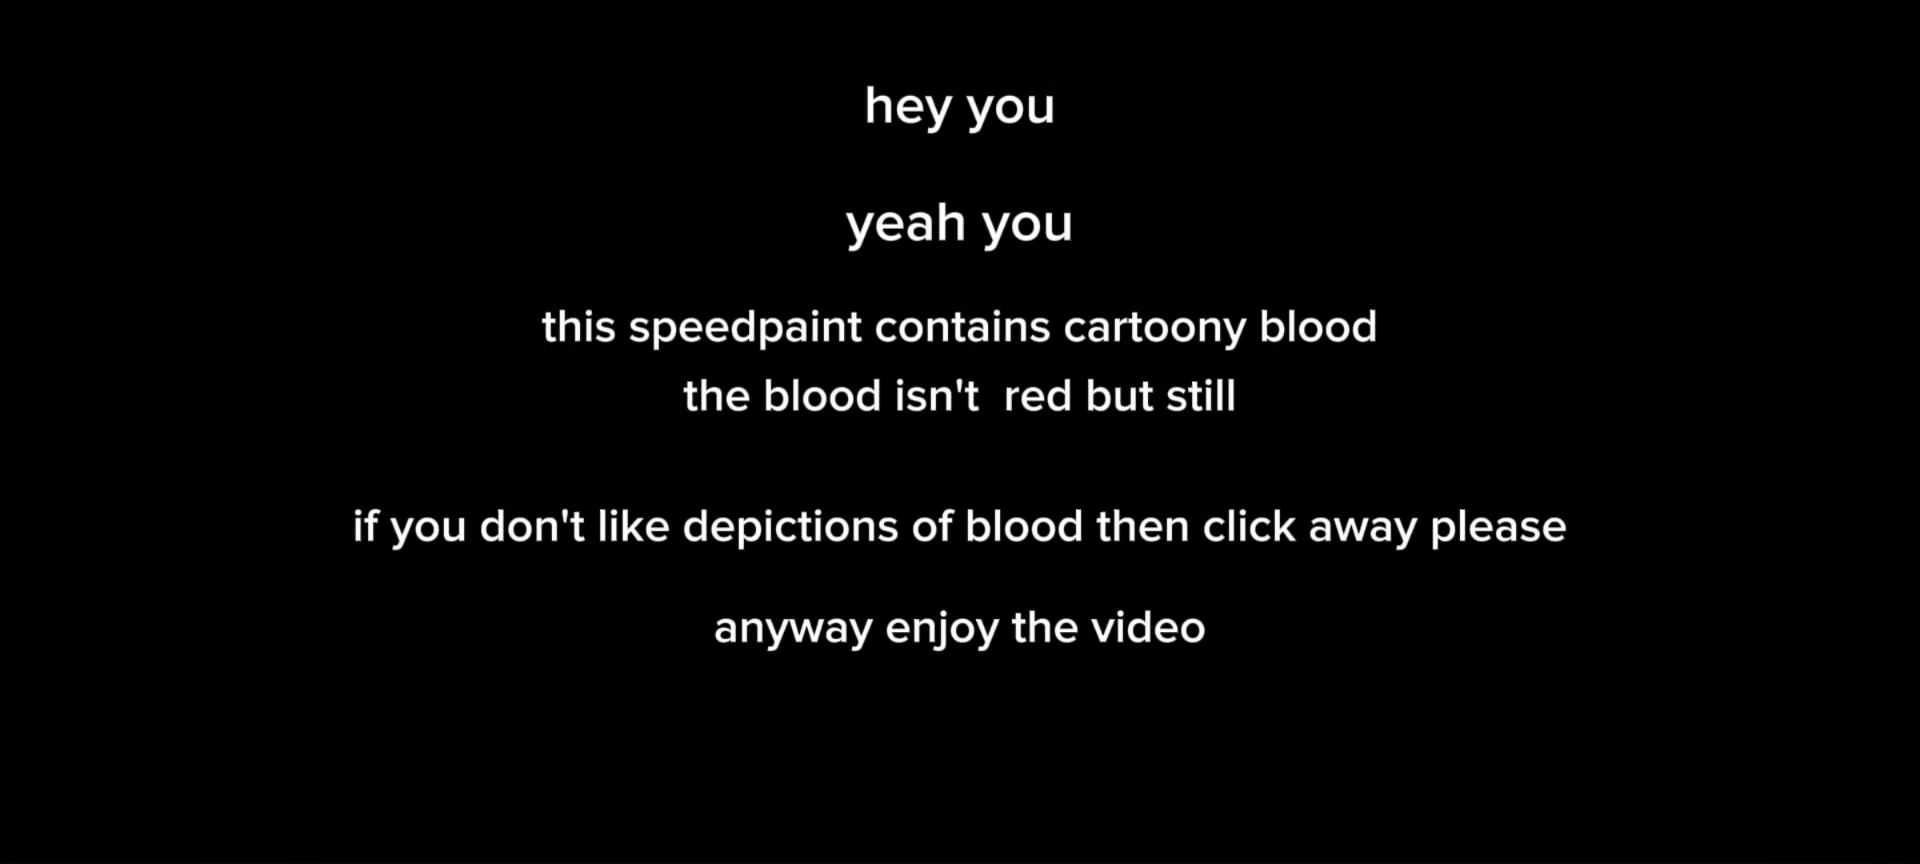 hey you
yeah you
this speedpaint contains cartoony blood
the blood isn't  red but still
if you don't like depictions of blood then click away please
anyway enjoy the video